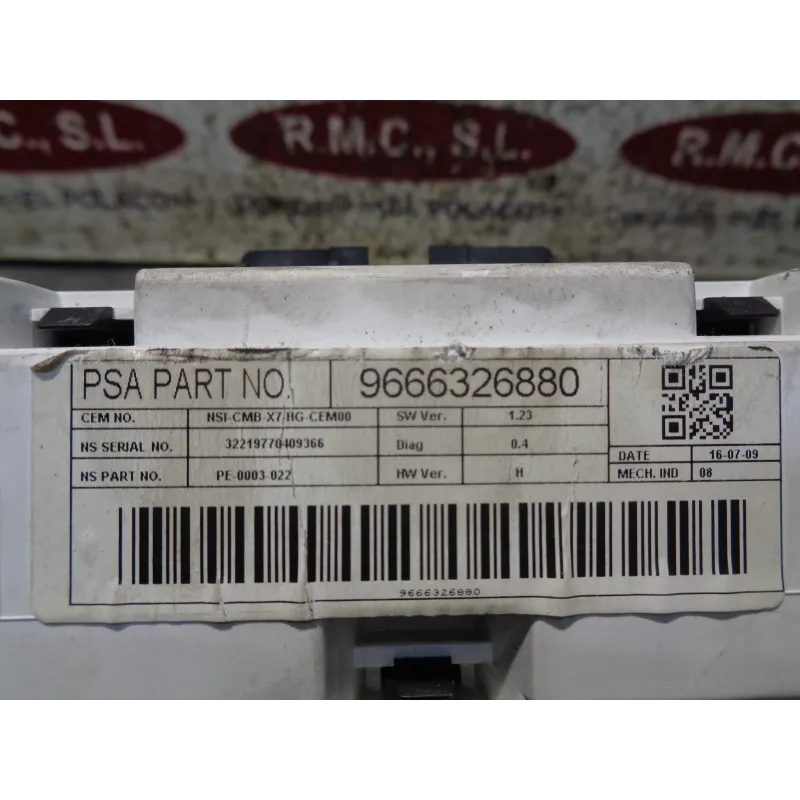 C., S.L.
R.M.C., S.L.
R.M.C
PSA PART NO. 9666326880
CEM NO. NSI-CMB-X7/HG-CEM00 SW Ver. 1.23
NS SERIAL NO. 32219770409366 Diag 0.4
NS PART NO. PE-0003-022 HW Ver. H
DATE 16-07-09
MECH. IND 08
9666326880